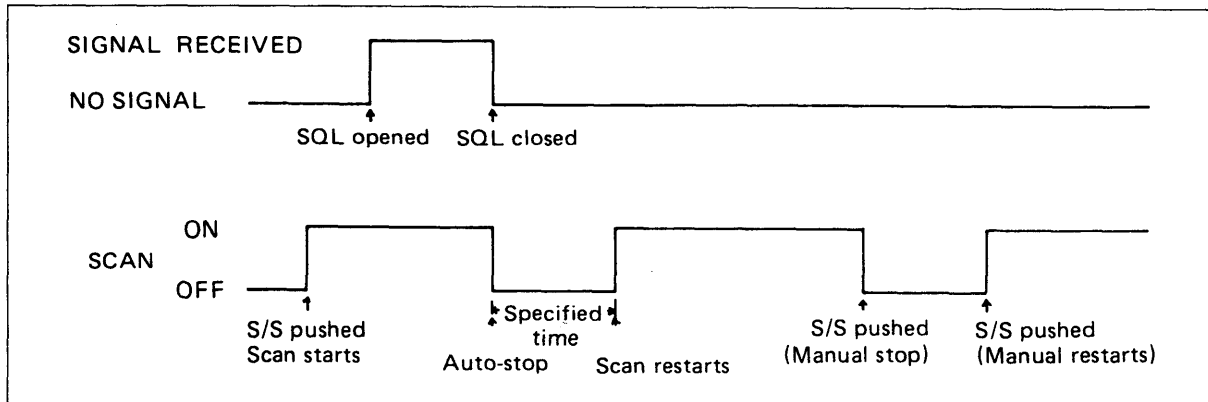 SIGNAL RECEIVED
NO SIGNAL
SQL opened
SQL closed
ON
SCAN
OFF
S/S pushed
Scan starts
Specified
time
Auto-stop
Scan restarts
S/S pushed
(Manual stop)
S/S pushed
(Manual restarts)